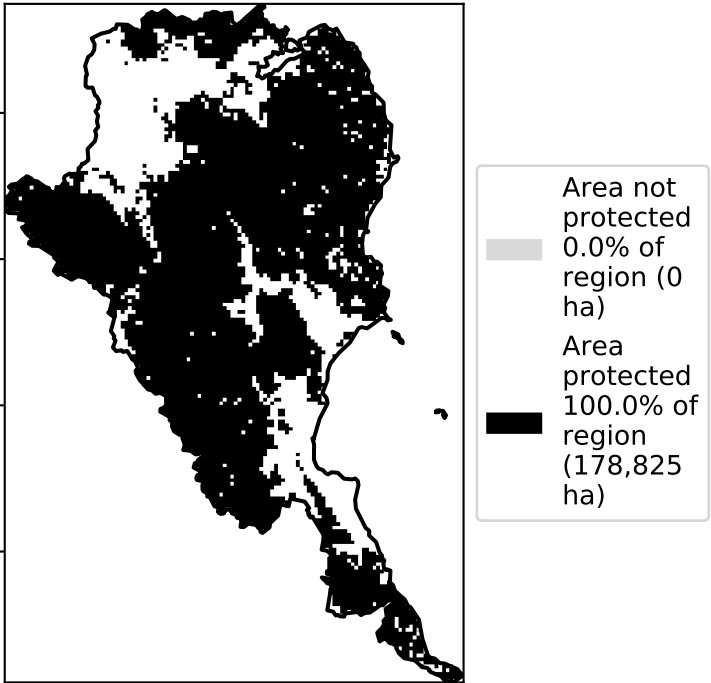 Area not
protected
0.0% of
region (0
ha)
Area
protected
100.0% of
region
(178,825
ha)